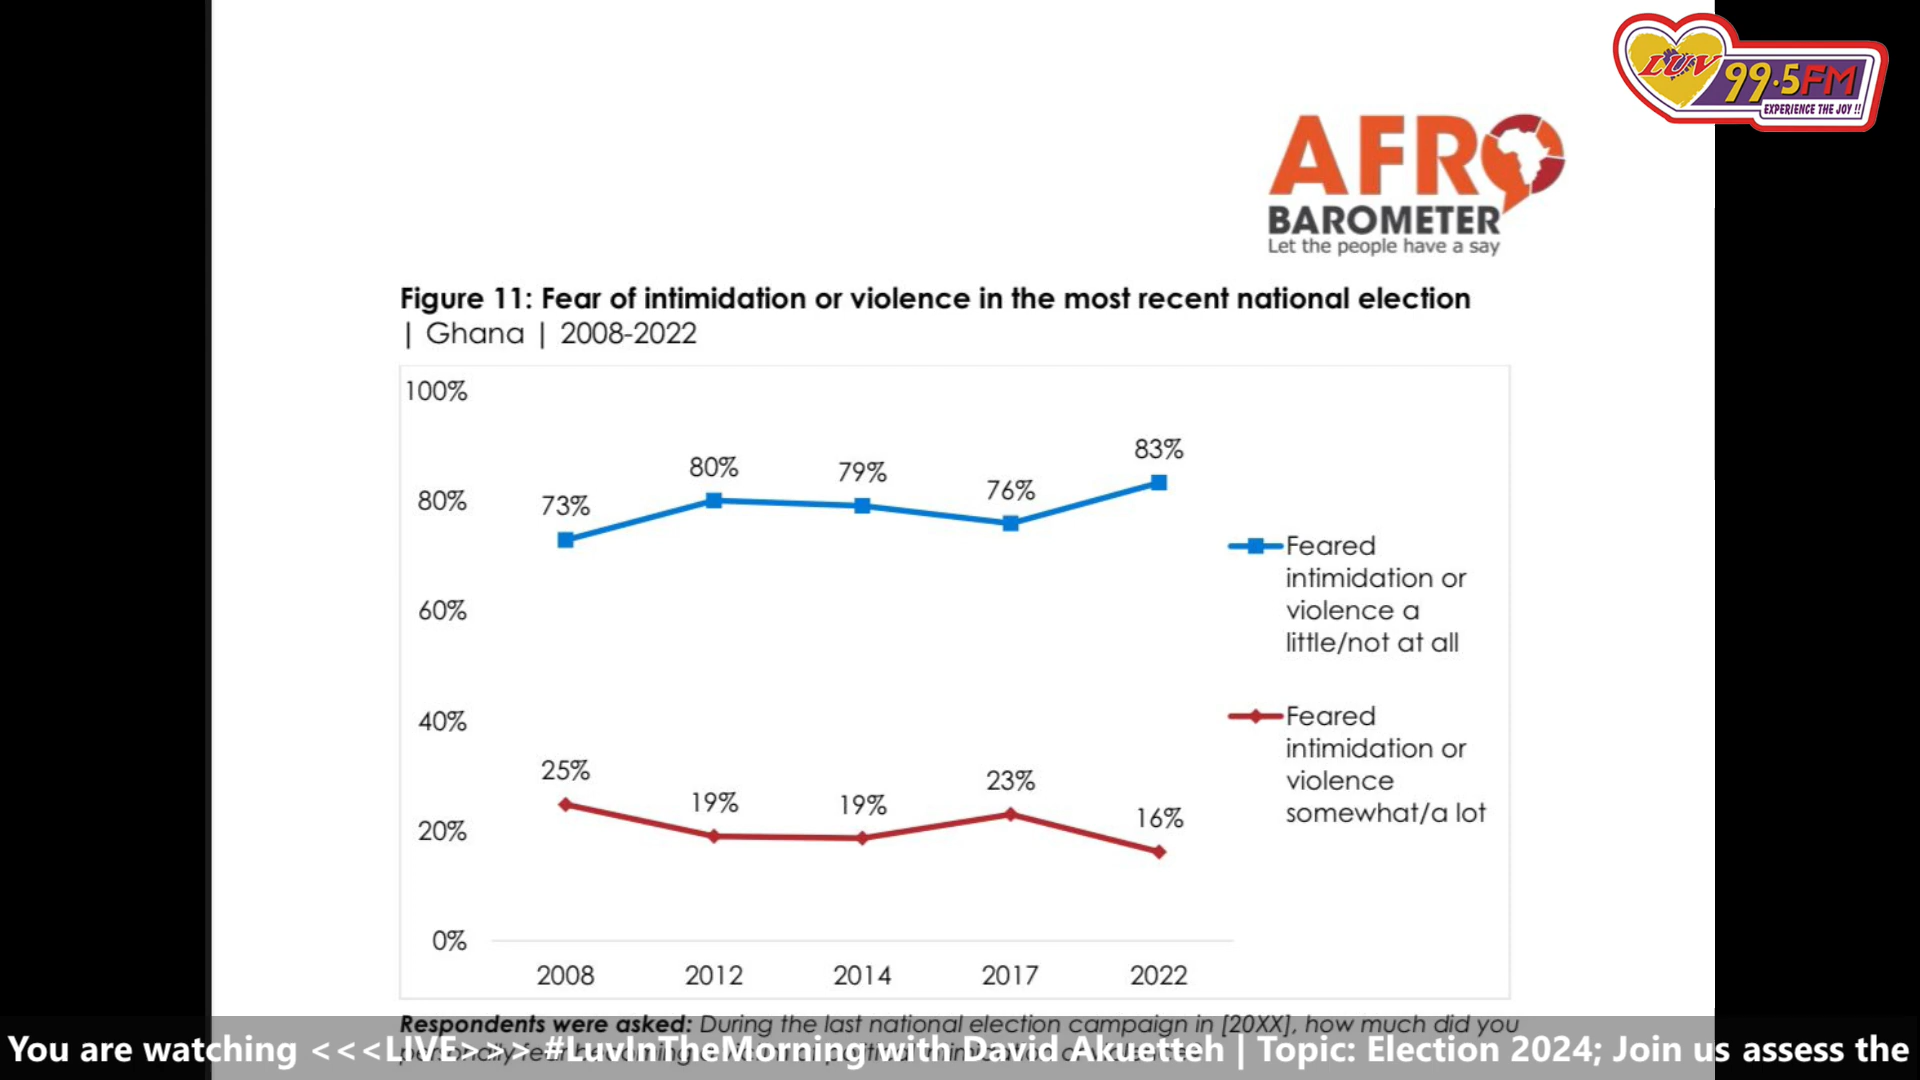 LUV 99.5FM
EXPERIENCE THE JOY !!
AFRO
BAROMETER
Let the people have a say
Figure 11: Fear of intimidation or violence in the most recent national election
| Ghana | 2008-2022
100%
80%
60%
40%
20%
0%
73%
80%
79%
76%
83%
25%
19%
19%
23%
16%
2008
2012
2014
2017
2022
Feared
intimidation or
violence a
little/not at all
Feared
intimidation or
violence
somewhat/a lot
Respondents were asked: During the last national election campaign in [20XX], how much did you
You are watching <<<LIVE>>> #LuvInTheMorning with David Akuetteh | Topic: Election 2024; Join us assess the